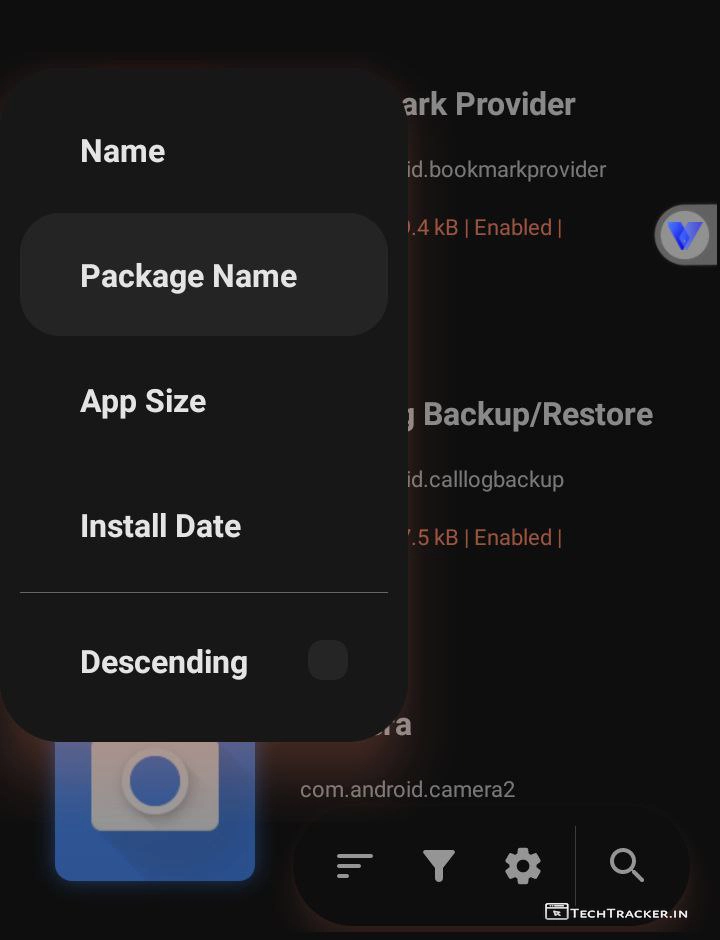 Name
Package Name
App Size
Install Date
Descending
ark Provider
id.bookmarkprovider
9.4 kB | Enabled |
g Backup/Restore
id.calllogbackup
7.5 kB | Enabled |
ra
com.android.camera2
TECHTRACKER.IN